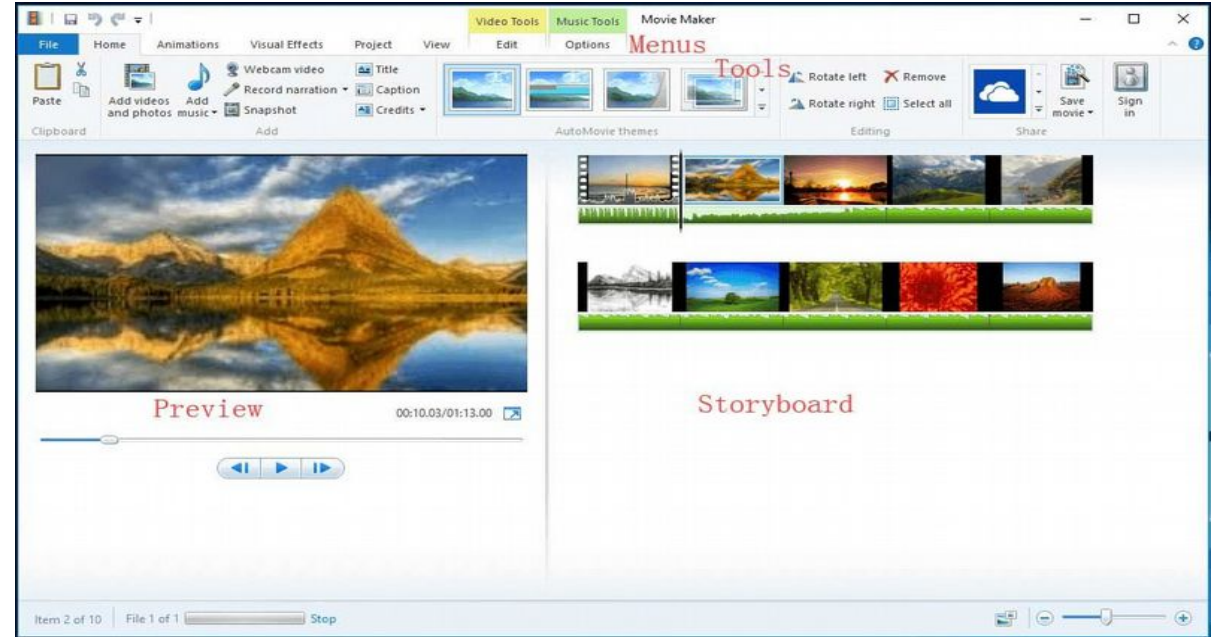 Video Tools Music Tools Movie Maker
File Home Animations Visual Effects Project View Edit Options Menus
Tools
Paste
Add videos and photos
Add music
Webcam video
Record narration
Snapshot
Title
Caption
Credits
Rotate left
Rotate right
Remove
Select all
Save movie
Sign in
Clipboard Add AutoMovie themes Editing Share
Preview
00:10.03/01:13.00
Storyboard
Item 2 of 10 File 1 of 1 Stop